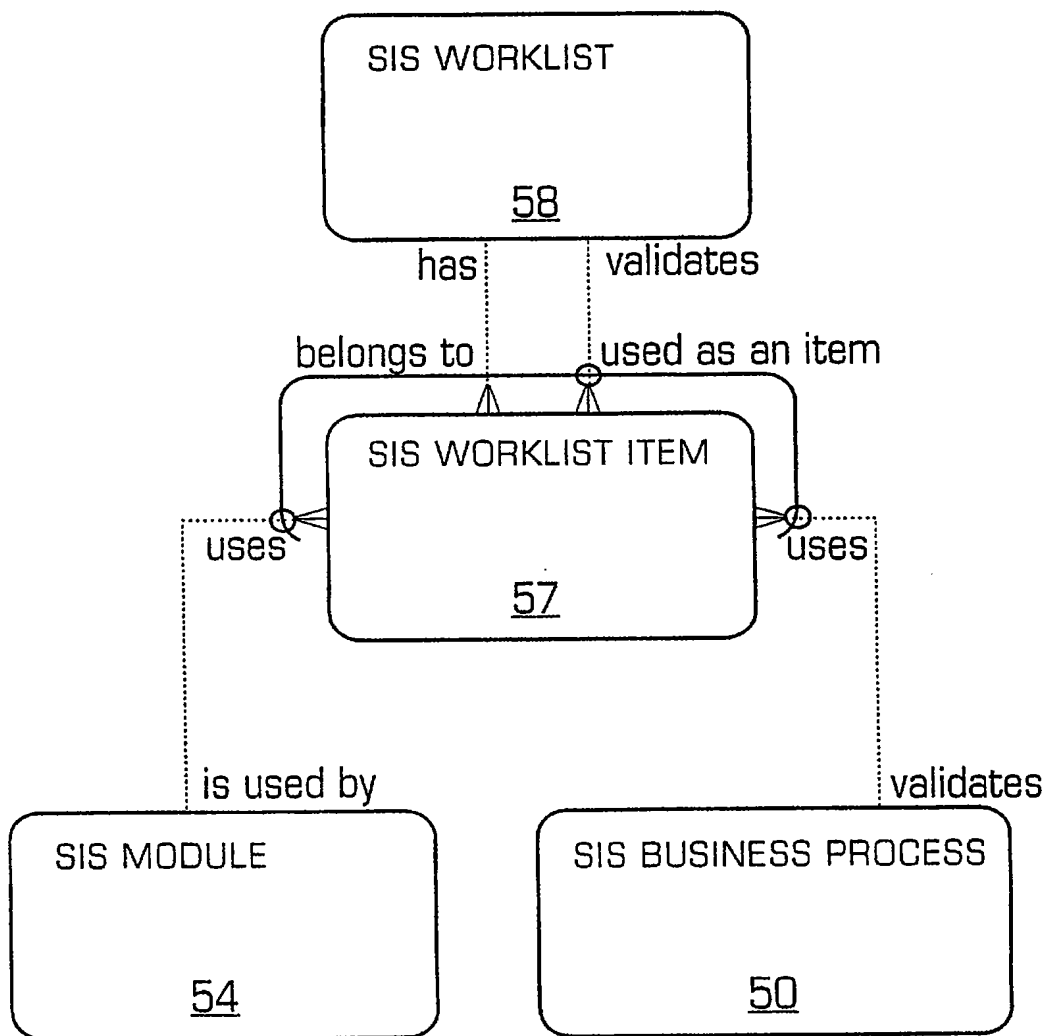 SIS WORKLIST
58
has
validates
belongs to
used as an item
SIS WORKLIST ITEM
uses
uses
57
is used by
validates
SIS MODULE
SIS BUSINESS PROCESS
54
50